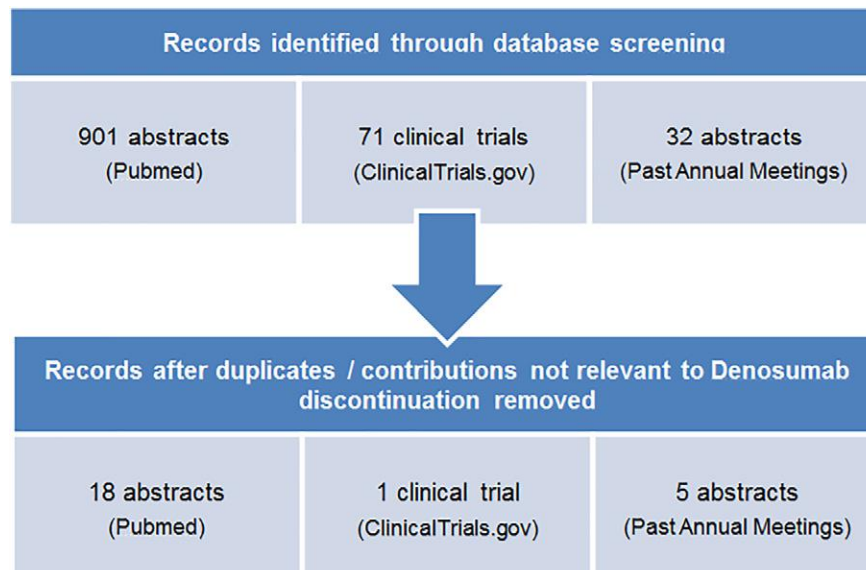 Records identified through database screening
901 abstracts
(Pubmed)
71 clinical trials
(ClinicalTrials.gov)
32 abstracts
(Past Annual Meetings)
Records after duplicates / contributions not relevant to Denosumab
discontinuation removed
18 abstracts
(Pubmed)
1 clinical trial
(ClinicalTrials.gov)
5 abstracts
(Past Annual Meetings)